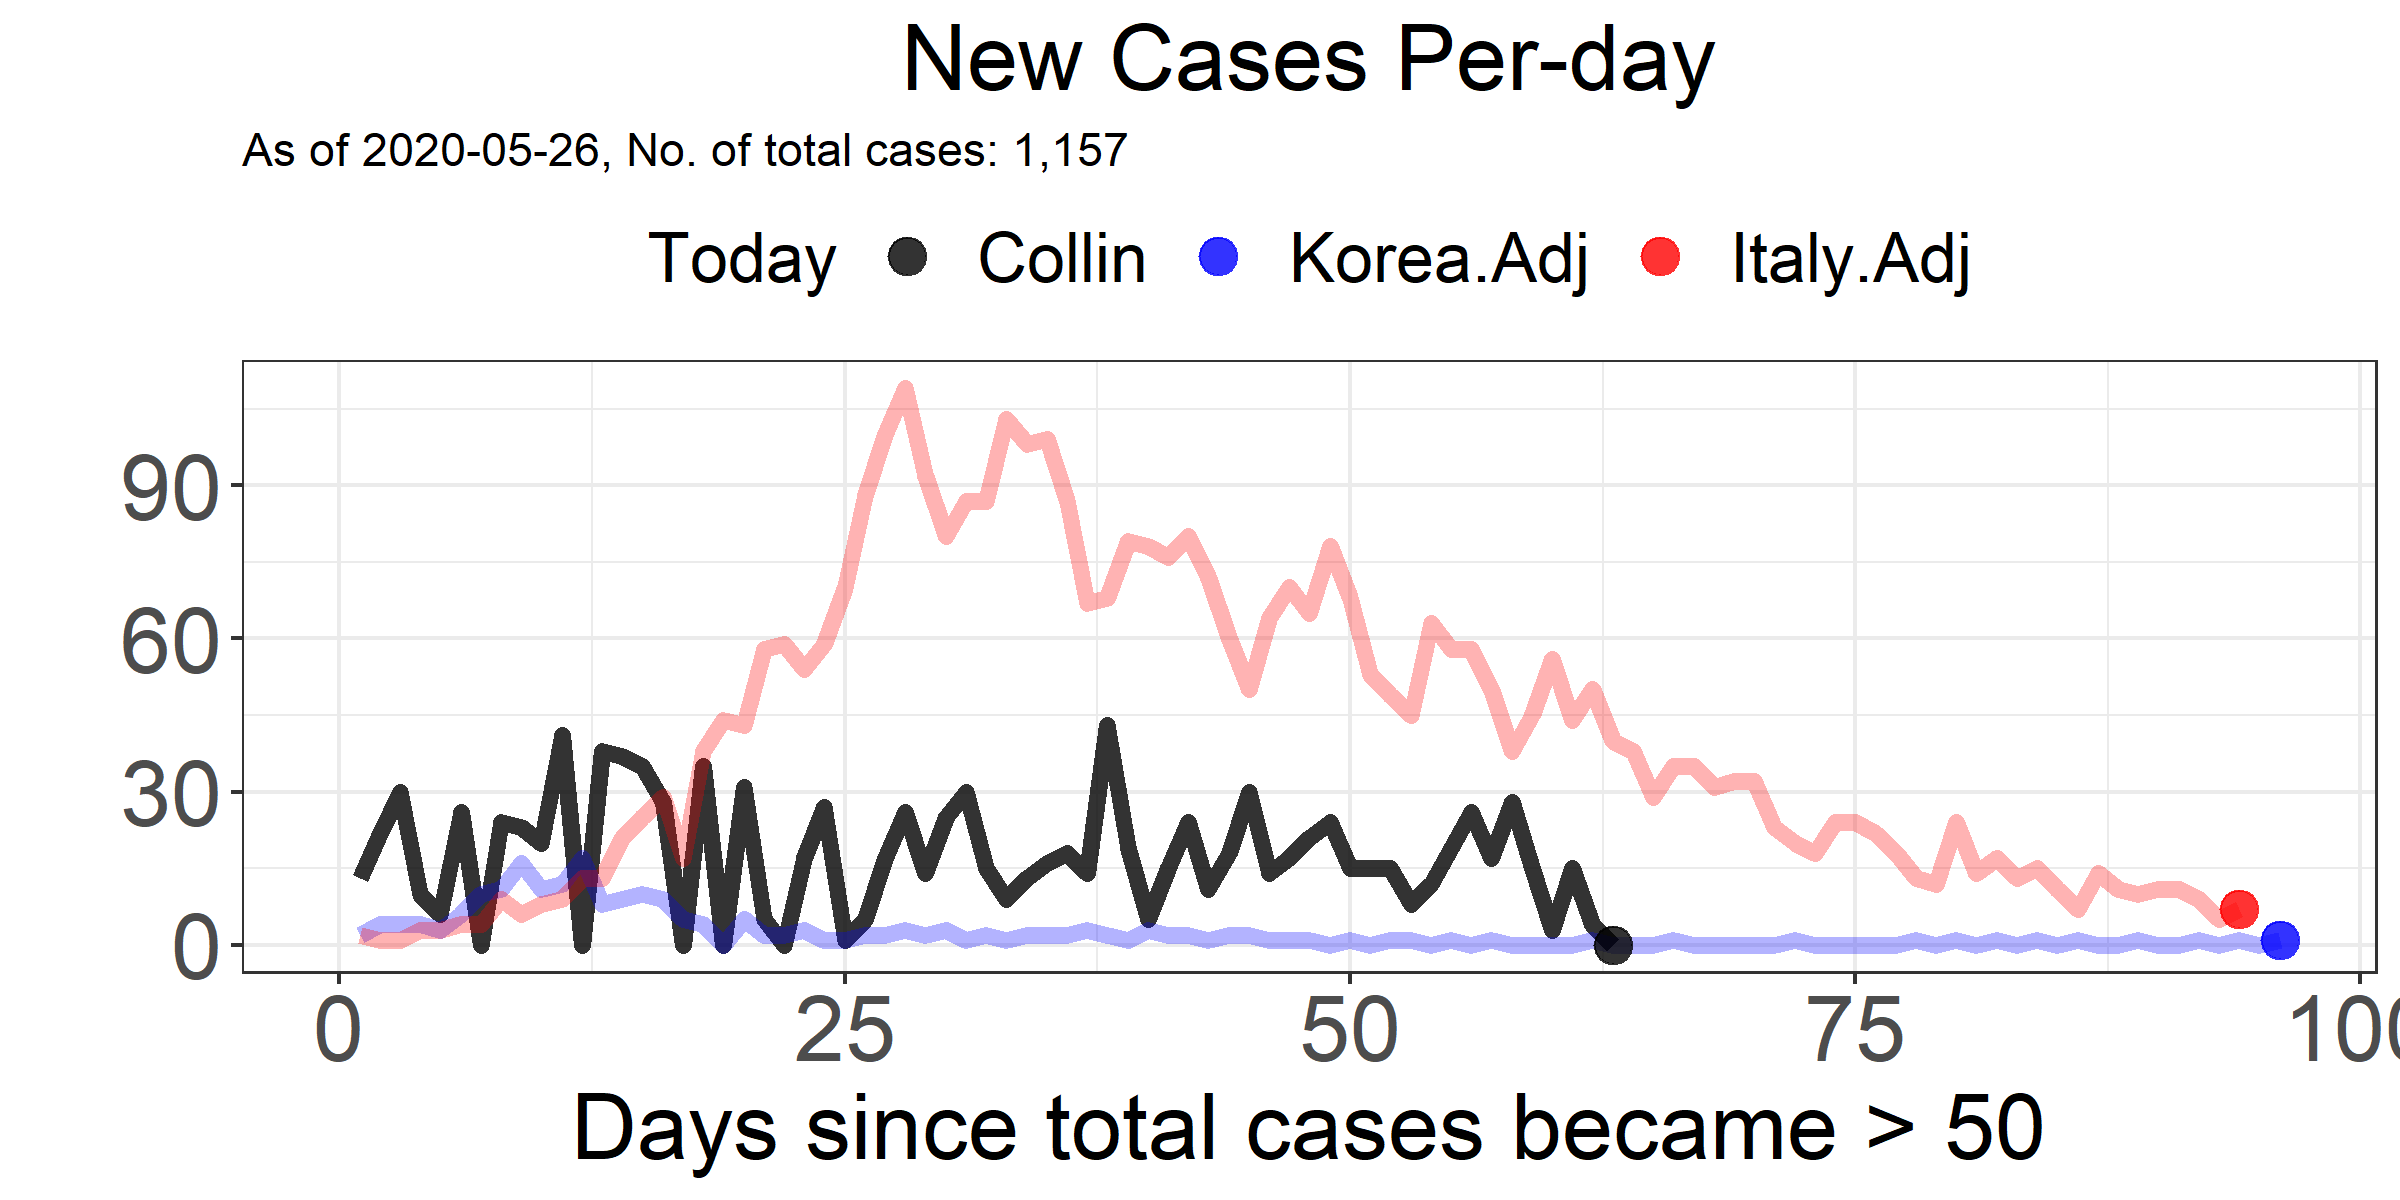 New Cases Per-day
As of 2020-05-26, No. of total cases: 1,157
Today Collin Korea.Adj Italy.Adj
90
60
30
0
0 25 50 75 100
Days since total cases became > 50